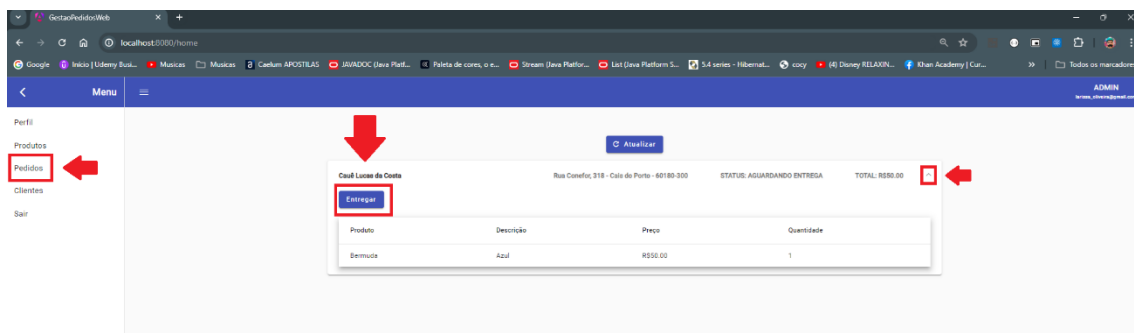 GestaoPedidosWeb
localhost:8080/home
Google
Início | Udemy Busi...
Musicas
Musicas
Caelum APOSTILAS
JAVADOC (Java Platf...
Paleta de cores, o e...
Stream (Java Platfor...
List (Java Platform S...
5.4 series - Hibernat...
cocy
(4) Disney RELAXIN...
Khan Academy | Cur...
Todos os marcadores
Menu
ADMIN
Perfil
Produtos
Pedidos
Clientes
Sair
Atualizar
Cauê Lucas da Costa Rua Conefor, 318 - Cais do Porto - 60180-300 STATUS: AGUARDANDO ENTREGA TOTAL: R$50.00
Entregar
Produto Descrição Preço Quantidade
Bermuda Azul R$50.00 1